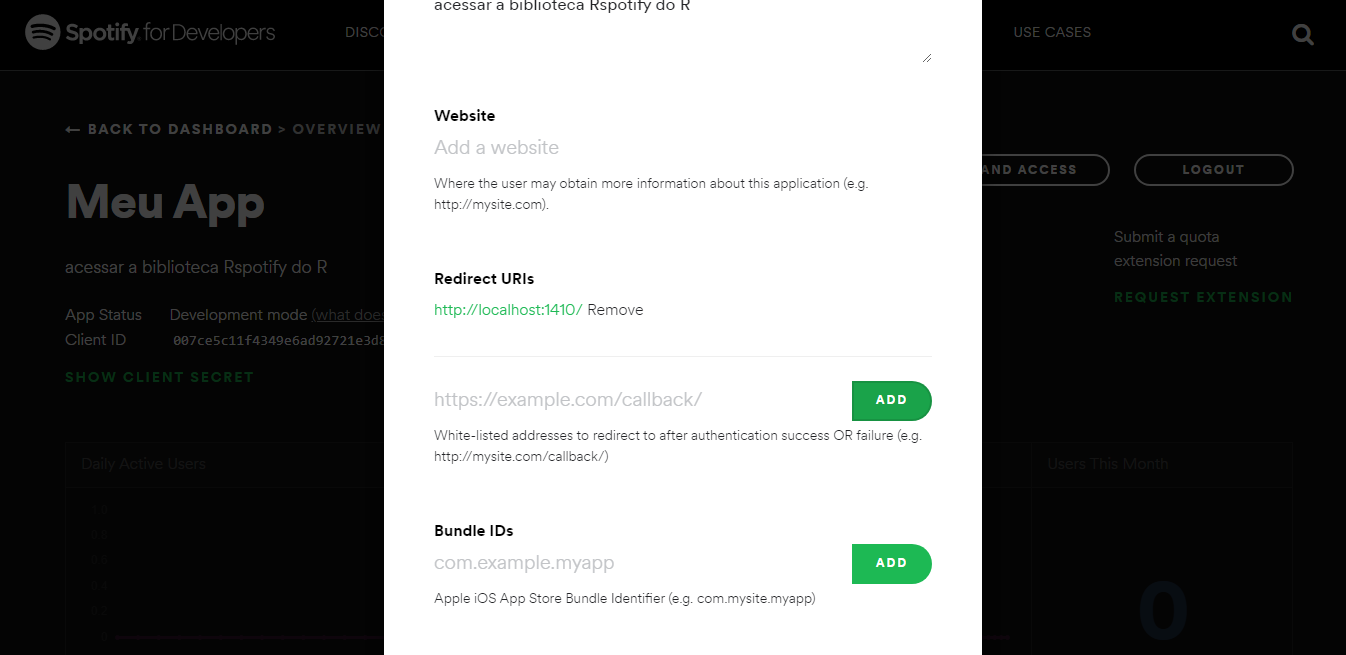 acessar a biblioteca Rspotify do R
Spotify for Developers
DISC
USE CASES
Website
← BACK TO DASHBOARD > OVERVIEW
Add a website
AND ACCESS
LOGOUT
Where the user may obtain more information about this application (e.g.
http://mysite.com).
Meu App
Submit a quota
extension request
acessar a biblioteca Rspotify do R
Redirect URIs
REQUEST EXTENSION
http://localhost:1410/ Remove
App Status Development mode (what does
Client ID 007ce5c11f4349e6ad92721e3d8
SHOW CLIENT SECRET
https://example.com/callback/
ADD
White-listed addresses to redirect to after authentication success OR failure (e.g.
http://mysite.com/callback/)
Daily Active Users
Users This Month
Bundle IDs
com.example.myapp
ADD
Apple iOS App Store Bundle Identifier (e.g. com.mysite.myapp)
0